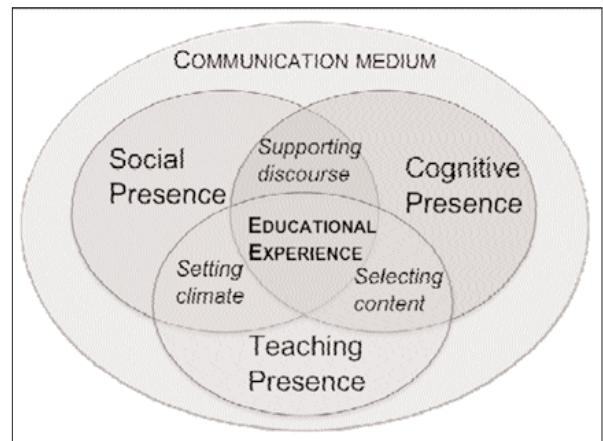 COMMUNICATION MEDIUM
Supporting
discourse
Social
Presence
Cognitive
Presence
EDUCATIONAL
EXPERIENCE
Setting
climate
Selecting
content
Teaching
Presence